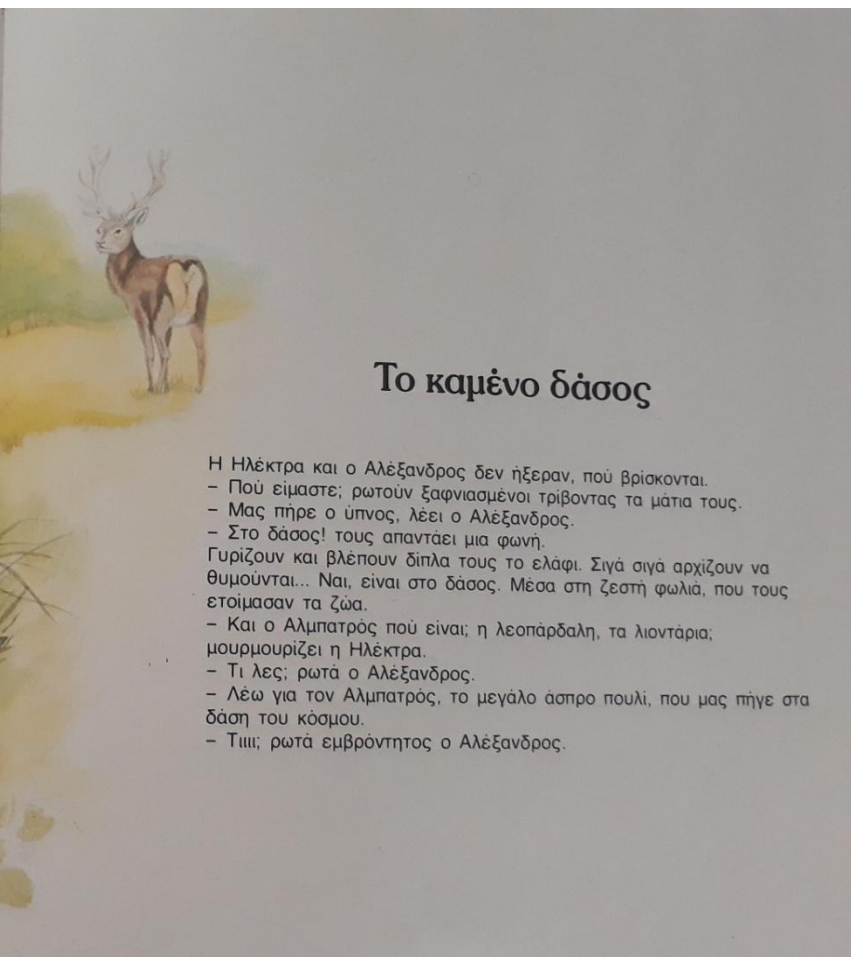 Το καμένο δάσος
Η Ηλέκτρα και ο Αλέξανδρος δεν ήξεραν, πού βρίσκονται.
– Πού είμαστε; ρωτούν ξαφνιασμένοι τρίβοντας τα μάτια τους.
– Μας πήρε ο ύπνος, λέει ο Αλέξανδρος.
– Στο δάσος! τους απαντάει μια φωνή.
Γυρίζουν και βλέπουν δίπλα τους το ελάφι. Σιγά σιγά αρχίζουν να
θυμούνται... Ναι, είναι στο δάσος. Μέσα στη ζεστή φωλιά, που τους
ετοίμασαν τα ζώα.
– Και ο Αλμπατρός πού είναι; η λεοπάρδαλη, τα λιοντάρια;
μουρμουρίζει η Ηλέκτρα.
– Τι λες; ρωτά ο Αλέξανδρος.
– Λέω για τον Αλμπατρός, το μεγάλο άσπρο πουλί, που μας πήγε στα
δάση του κόσμου.
– Τιιιι; ρωτά εμβρόντητος ο Αλέξανδρος.